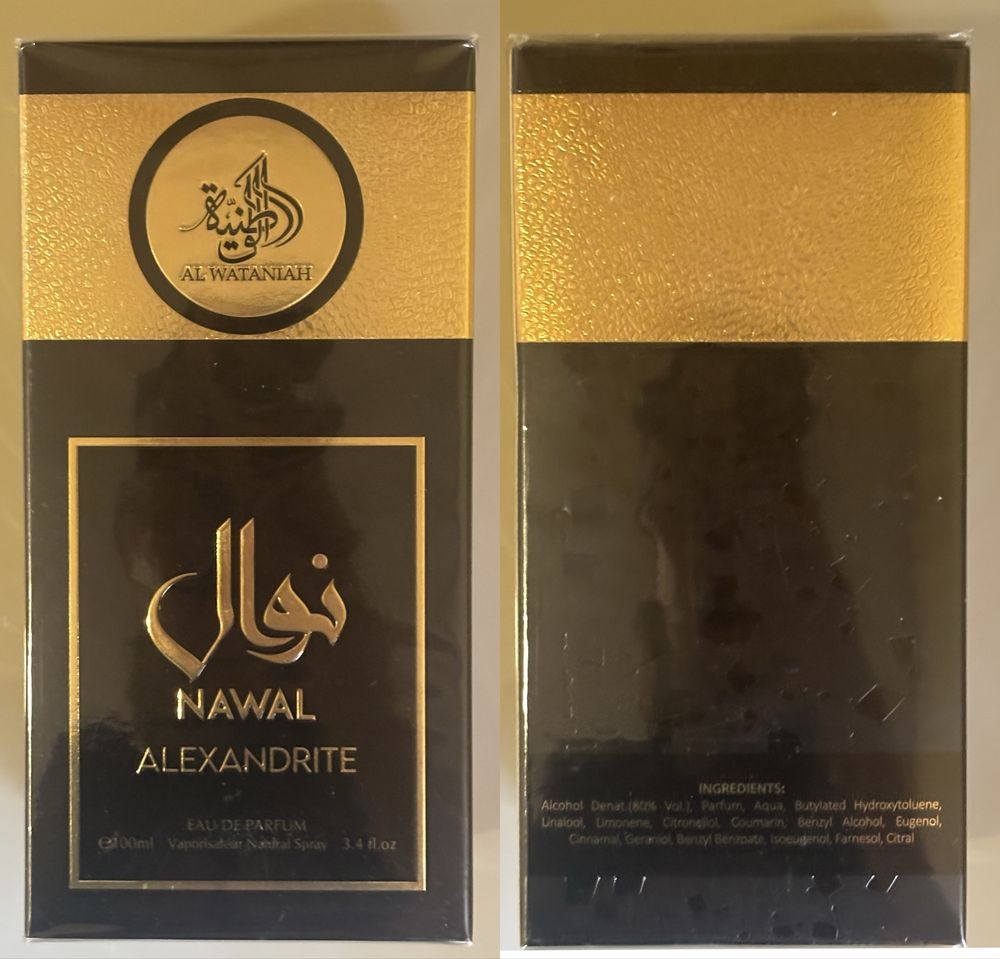 الوطنية
AL WATANIAH
نوال
NAWAL
ALEXANDRITE
EAU DE PARFUM
℮100ml Vaporisateur Natural Spray 3.4 fl.oz
INGREDIENTS:
Alcohol Denat.(80% Vol.), Parfum, Aqua, Butylated Hydroxytoluene,
Linalool, Limonene, Citronellol, Coumarin, Benzyl Alcohol, Eugenol,
Cinnamal, Geraniol, Benzyl Benzoate, Isoeugenol, Farnesol, Citral